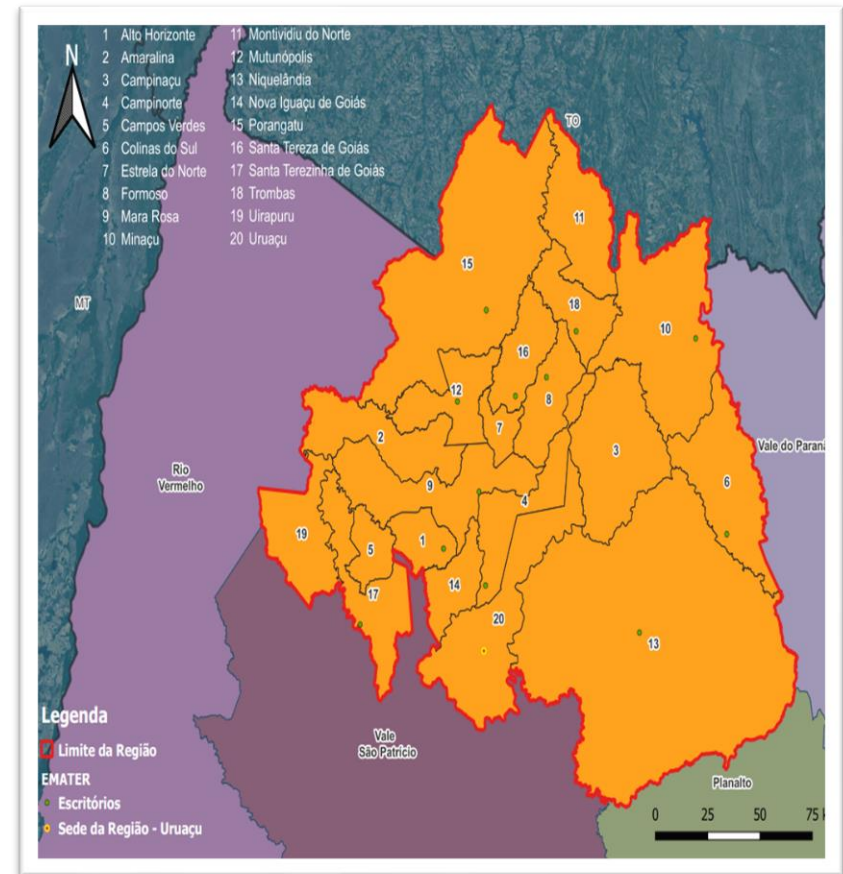 1 Alto Horizonte
2 Amaralina
3 Campinaçu
4 Campinorte
5 Campos Verdes
6 Colinas do Sul
7 Estrela do Norte
8 Formoso
9 Mara Rosa
10 Minaçu
11 Montividiu do Norte
12 Mutunópolis
13 Niquelândia
14 Nova Iguaçu de Goiás
15 Porangatu
16 Santa Tereza de Goiás
17 Santa Terezinha de Goiás
18 Trombas
19 Uirapuru
20 Uruaçu
N
TO
MT
11
15
18
10
16
12
8
7
2
3
Vale do Paraná
Rio
Vermelho
9
4
6
19
1
5
14
17
20
13
Vale
São Patrício
Planalto
Legenda
Limite da Região
EMATER
Escritórios
Sede da Região - Uruaçu
0 25 50 75